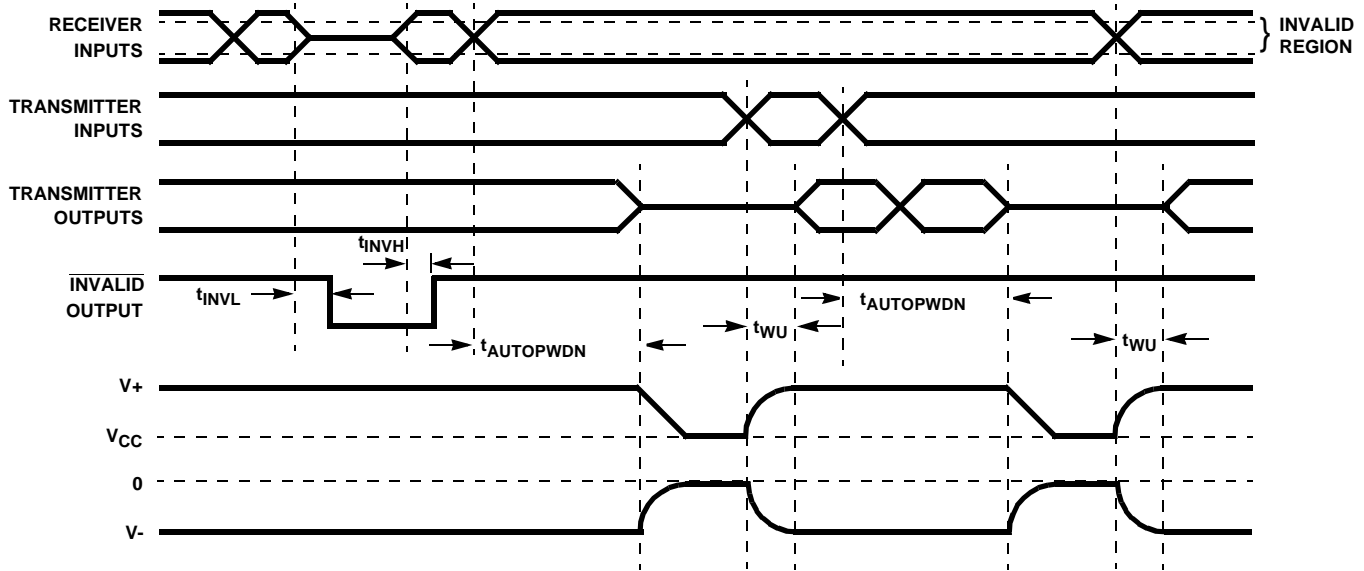 RECEIVER
INPUTS
} INVALID
REGION
TRANSMITTER
INPUTS
TRANSMITTER
OUTPUTS
tINVH
INVALID
OUTPUT
tINVL
tAUTOPWDN
tWU
tAUTOPWDN
tWU
V+
VCC
0
V-